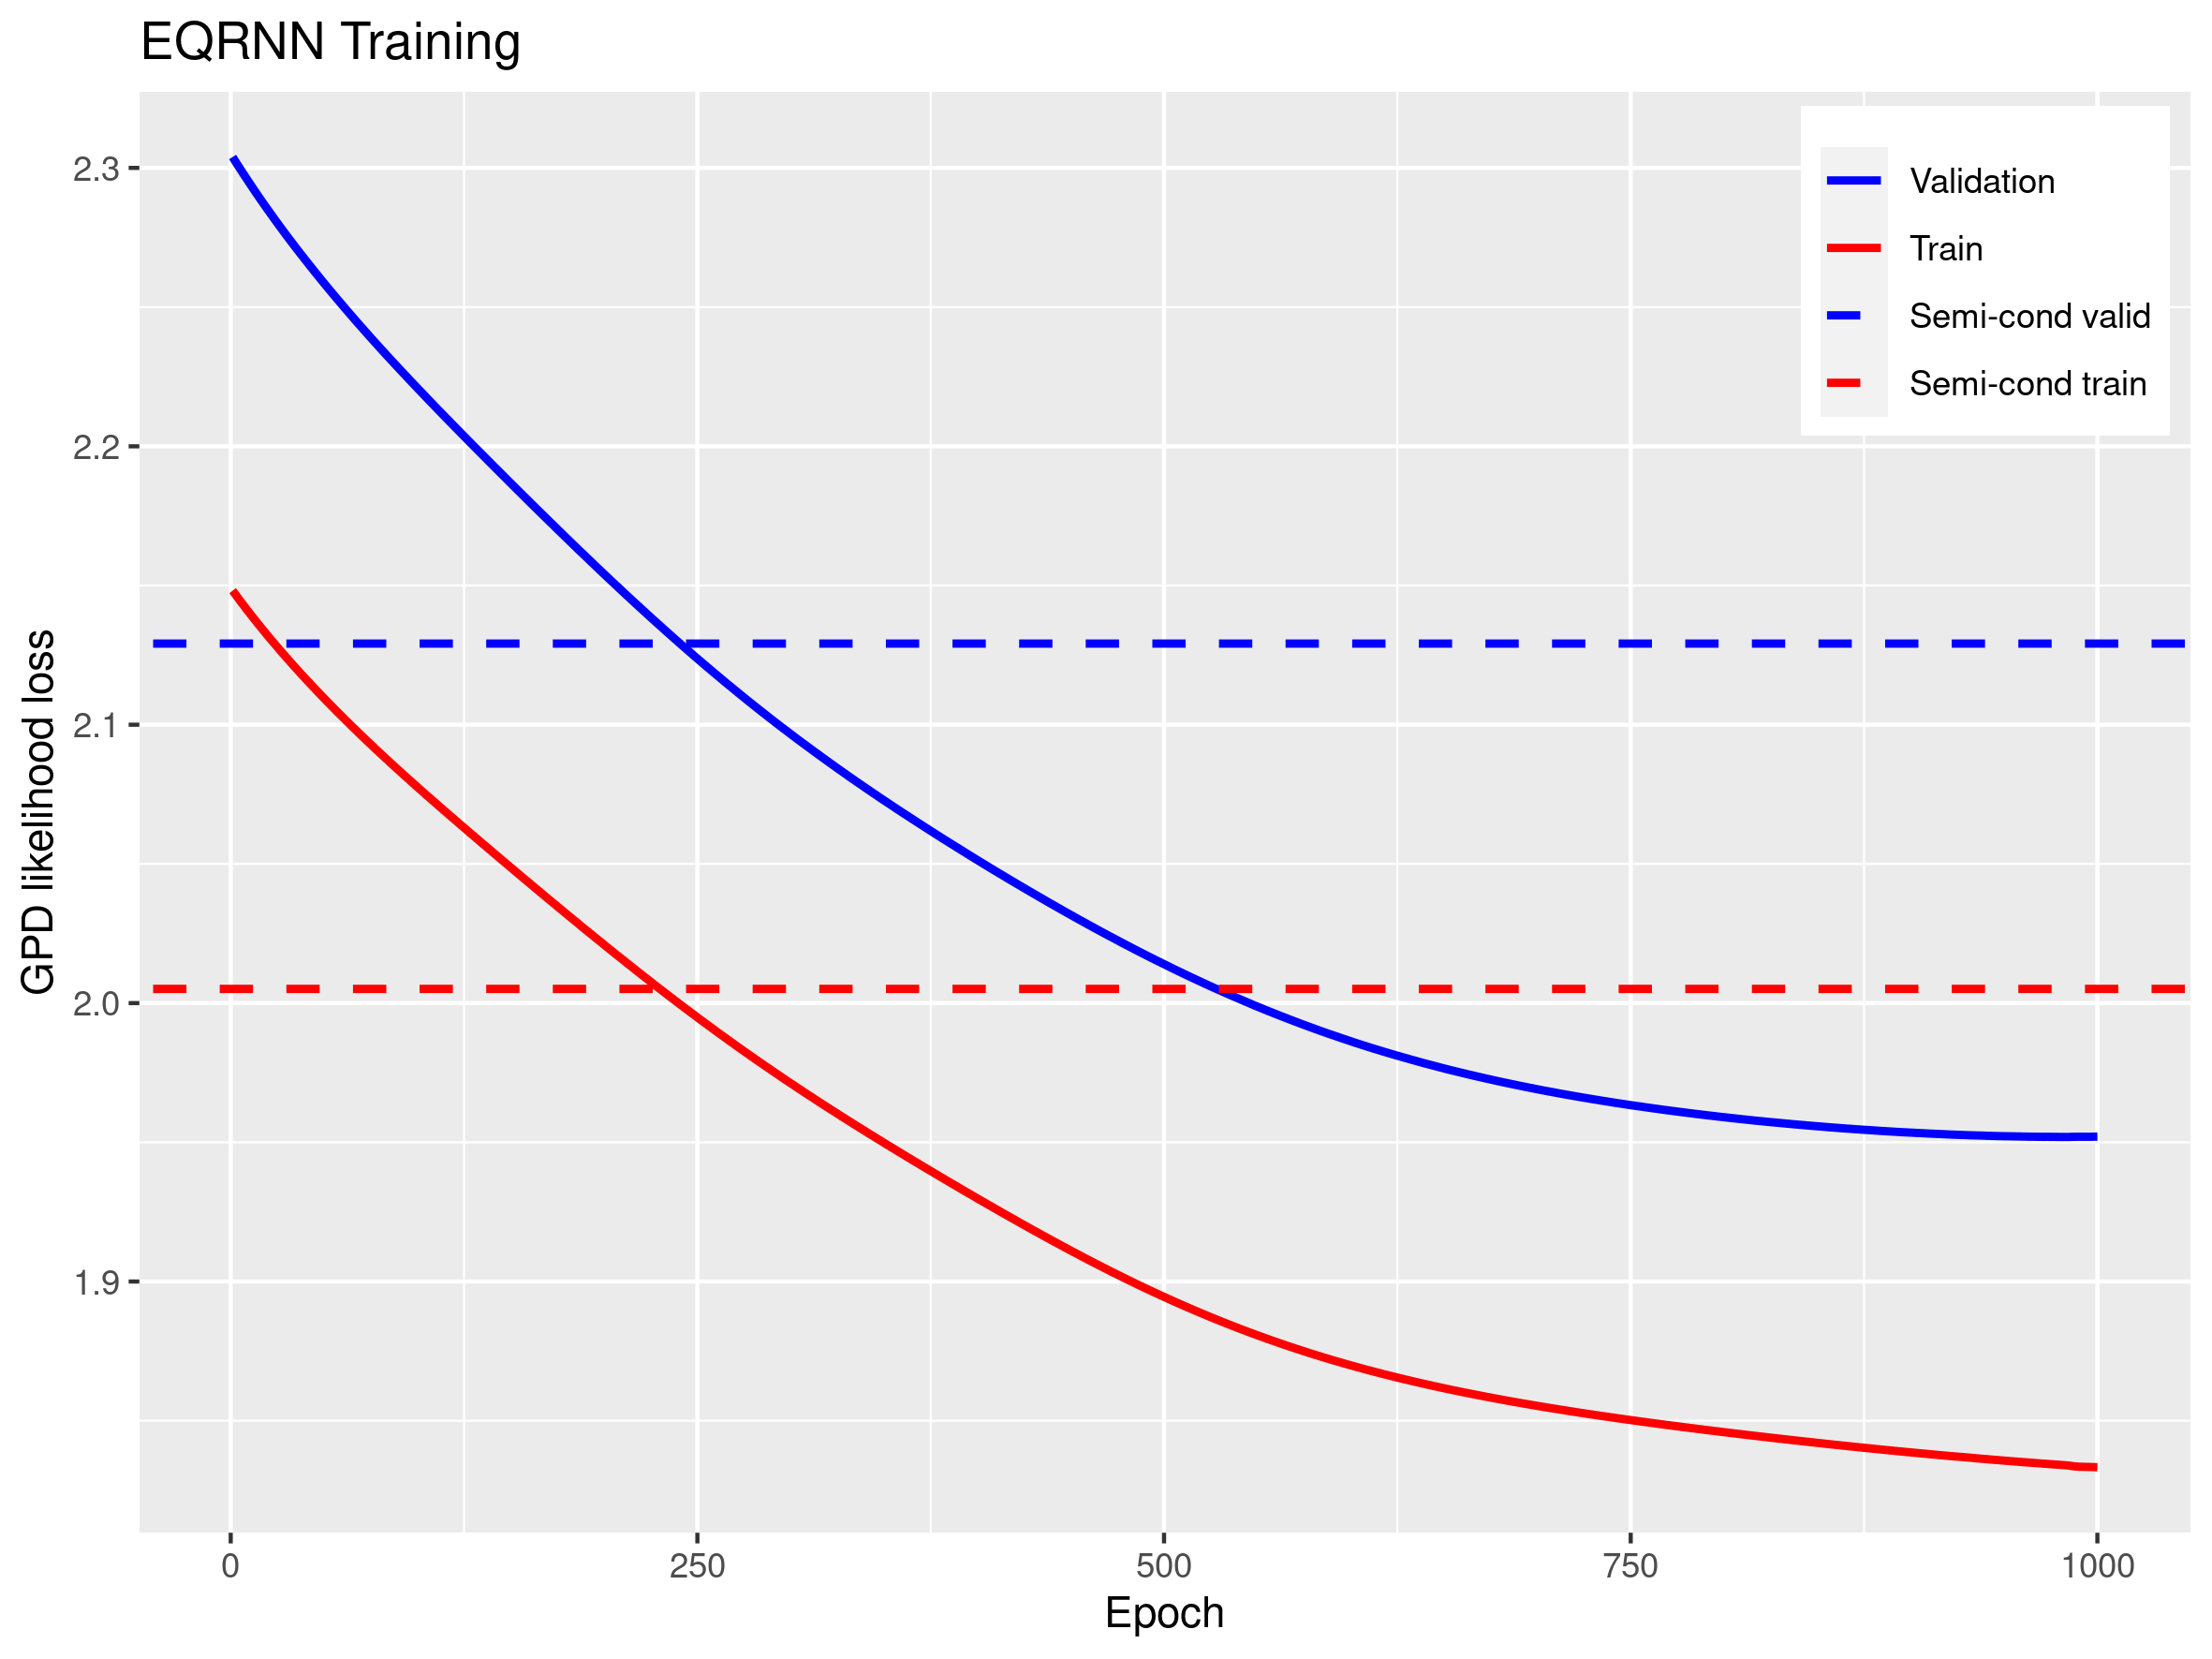 EQRNN Training
Validation
Train
Semi-cond valid
Semi-cond train
GPD likelihood loss
2.3
2.2
2.1
2.0
1.9
0 250 500 750 1000
Epoch